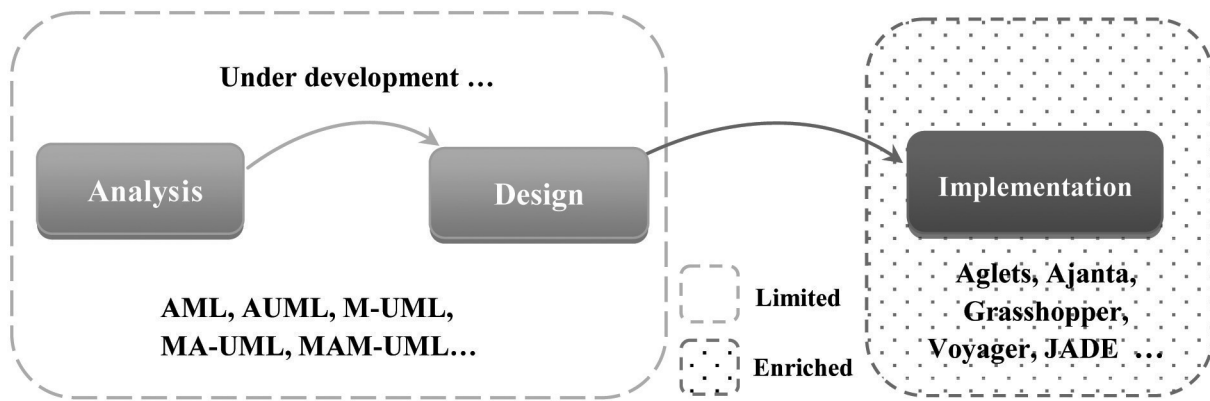 Under development ...
Analysis
Design
Implementation
AML, AUML, M-UML,
MA-UML, MAM-UML...
Limited
Enriched
Aglets, Ajanta,
Grasshopper,
Voyager, JADE ...